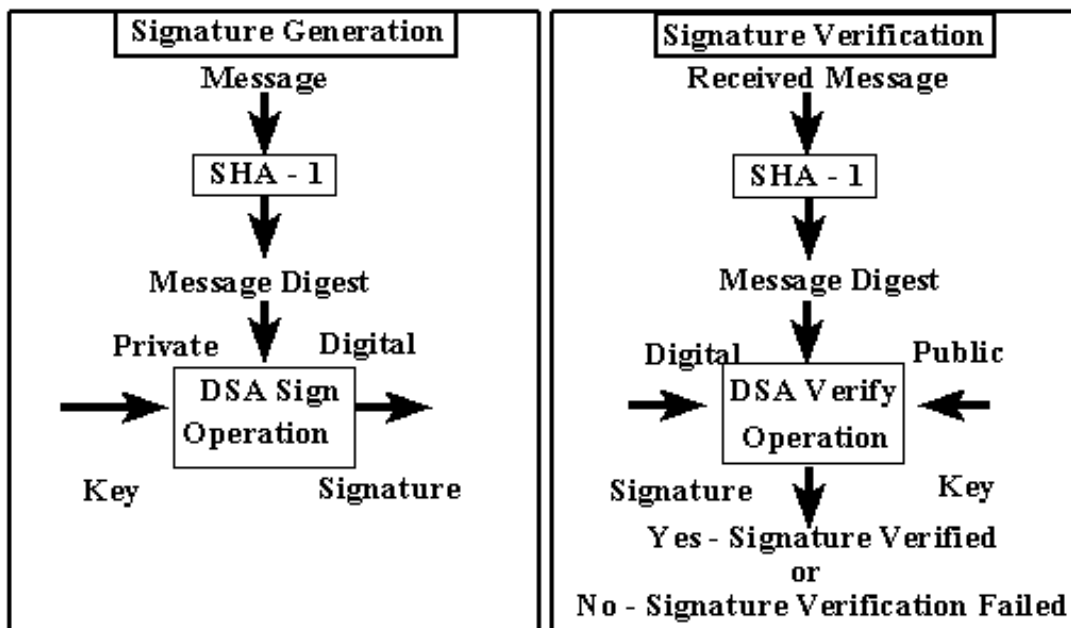 Signature Generation
Message
SHA - 1
Message Digest
Private
Digital
DSA Sign
Operation
Key
Signature
Signature Verification
Received Message
SHA - 1
Message Digest
Digital
Public
DSA Verify
Operation
Signature
Key
Yes - Signature Verified
or
No - Signature Verification Failed